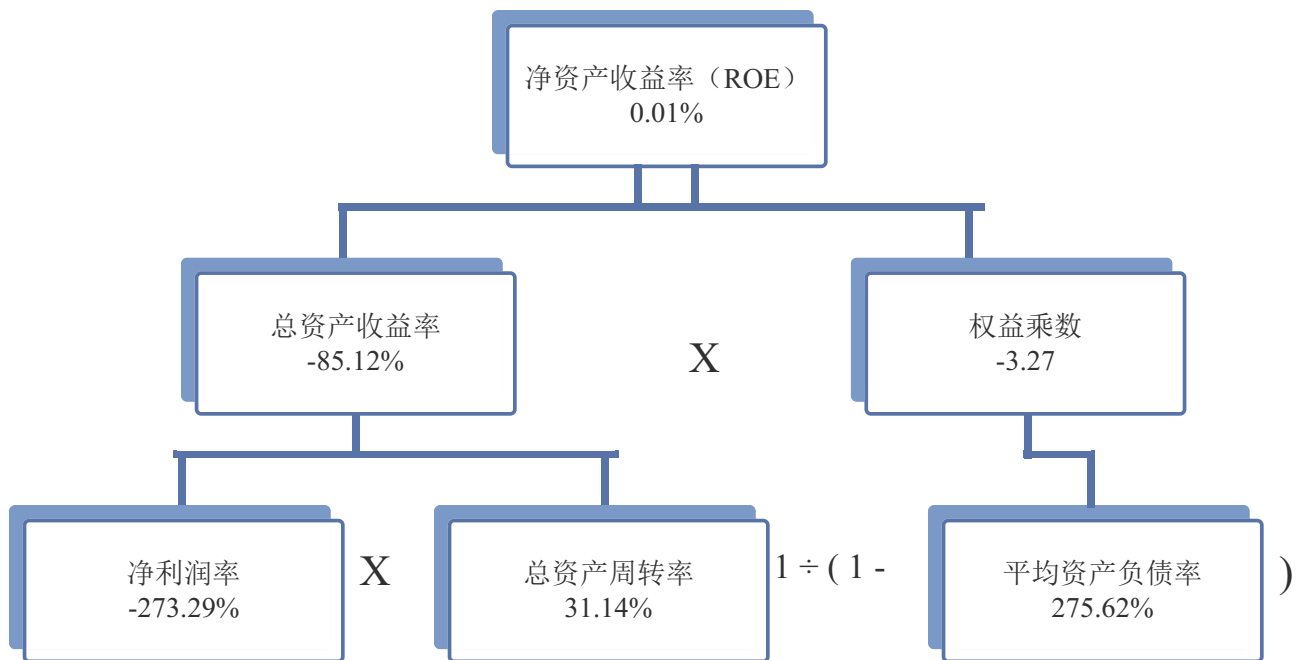 净资产收益率（ROE）
0.01%
总资产收益率
-85.12%
X
权益乘数
-3.27
净利润率
-273.29%
X
总资产周转率
31.14%
1 ÷ ( 1 -
平均资产负债率
275.62%
)